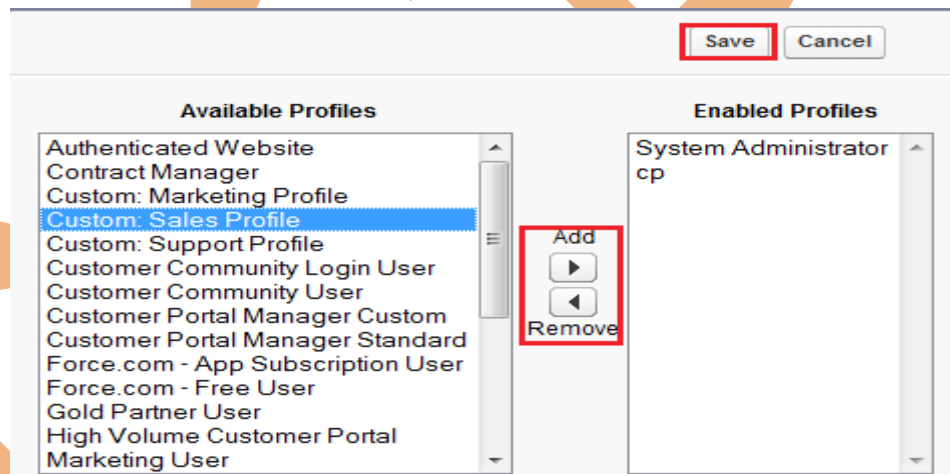 Save Cancel
Available Profiles
Enabled Profiles
Authenticated Website
Contract Manager
Custom: Marketing Profile
Custom: Sales Profile
Custom: Support Profile
Customer Community Login User
Customer Community User
Customer Portal Manager Custom
Customer Portal Manager Standard
Force.com - App Subscription User
Force.com - Free User
Gold Partner User
High Volume Customer Portal
Marketing User
Add
Remove
System Administrator
cp